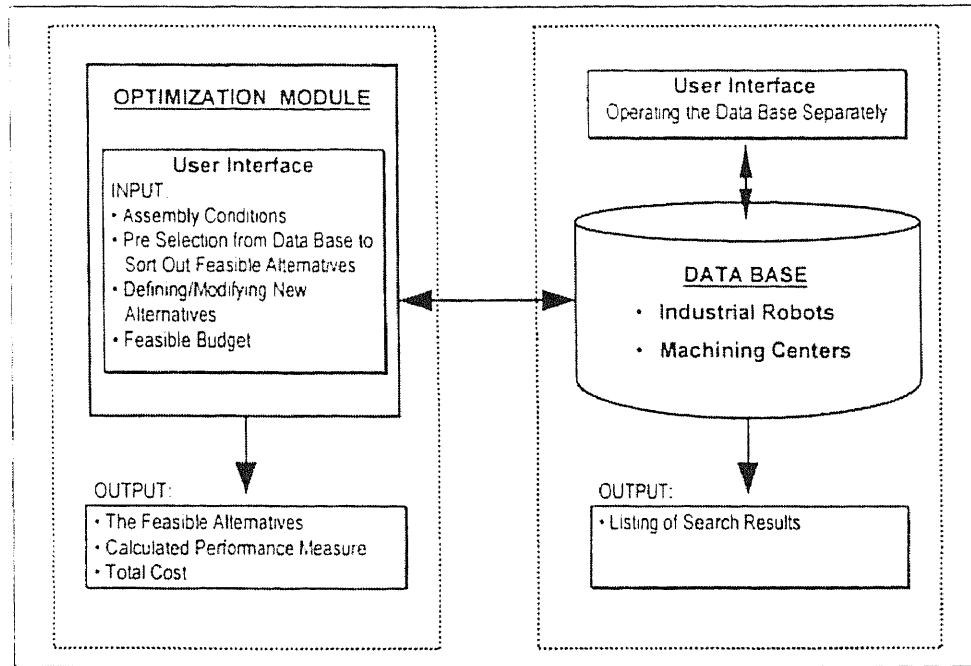 OPTIMIZATION MODULE
User Interface
INPUT:
• Assembly Conditions
• Pre Selection from Data Base to
Sort Out Feasible Alternatives
• Defining/Modifying New
Alternatives
• Feasible Budget
OUTPUT:
• The Feasible Alternatives
• Calculated Performance Measure
• Total Cost
User Interface
Operating the Data Base Separately
DATA BASE
• Industrial Robots
• Machining Centers
OUTPUT:
• Listing of Search Results